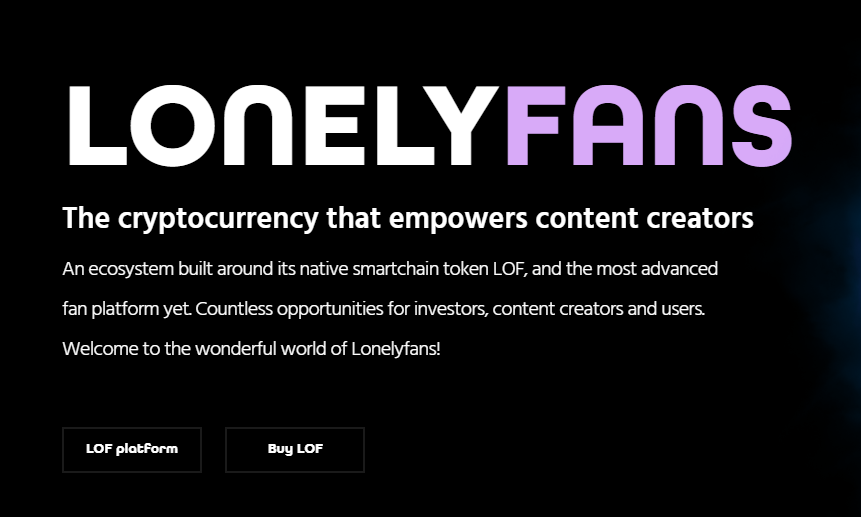 LONELYFANS
The cryptocurrency that empowers content creators
An ecosystem built around its native smartchain token LOF, and the most advanced
fan platform yet. Countless opportunities for investors, content creators and users.
Welcome to the wonderful world of Lonelyfans!
LOF platform
Buy LOF